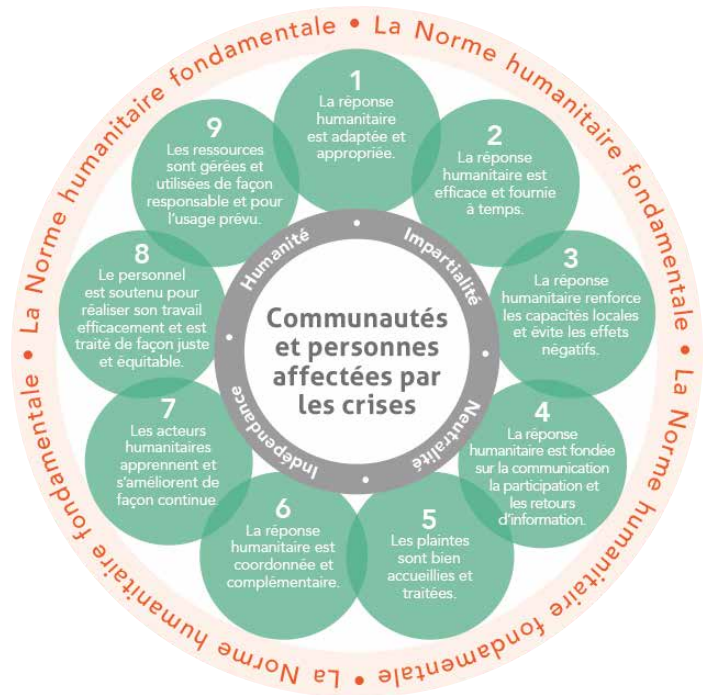 La Norme humanitaire fondamentale • La Norme humanitaire fondamentale • La Norme humanitaire fondamentale • La Norme humanitaire fondamentale •
1
La réponse
humanitaire
est adaptée et
appropriée.
2
La réponse
humanitaire est
efficace et fournie
à temps.
3
La réponse
humanitaire renforce
les capacités locales
et évite les effets
négatifs.
4
La réponse
humanitaire est fondée
sur la communication
la participation et
les retours
d'information.
5
Les plaintes
sont bien
accueillies et
traitées.
6
La réponse
humanitaire est
coordonnée et
complémentaire.
7
Les acteurs
humanitaires
apprennent et
s'améliorent de
façon continue.
8
Le personnel
est soutenu pour
réaliser son travail
efficacement et est
traité de façon juste
et équitable.
9
Les ressources
sont gérées et
utilisées de façon
responsable et pour
l'usage prévu.
Humanité • Impartialité • Neutralité • Indépendance •
Communautés
et personnes
affectées par
les crises